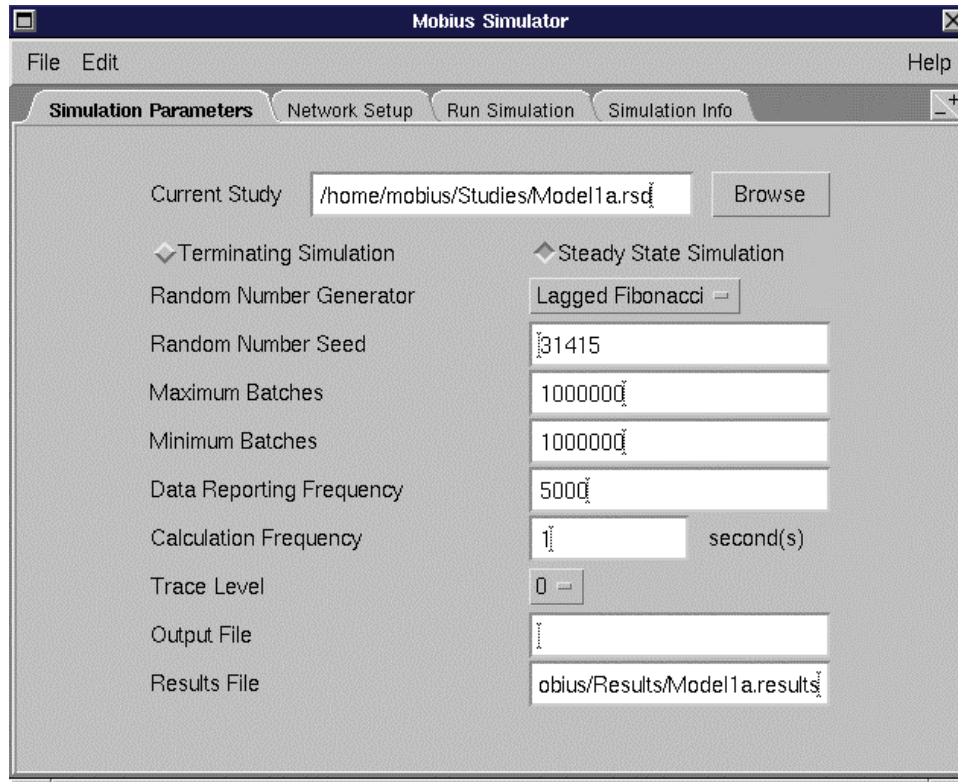 Mobius Simulator
File Edit Help
Simulation Parameters Network Setup Run Simulation Simulation Info
Current Study /home/mobius/Studies/Model1a.rsd Browse
Terminating Simulation Steady State Simulation
Random Number Generator Lagged Fibonacci
Random Number Seed 31415
Maximum Batches 1000000
Minimum Batches 1000000
Data Reporting Frequency 5000
Calculation Frequency 1 second(s)
Trace Level 0
Output File
Results File obius/Results/Model1a.results